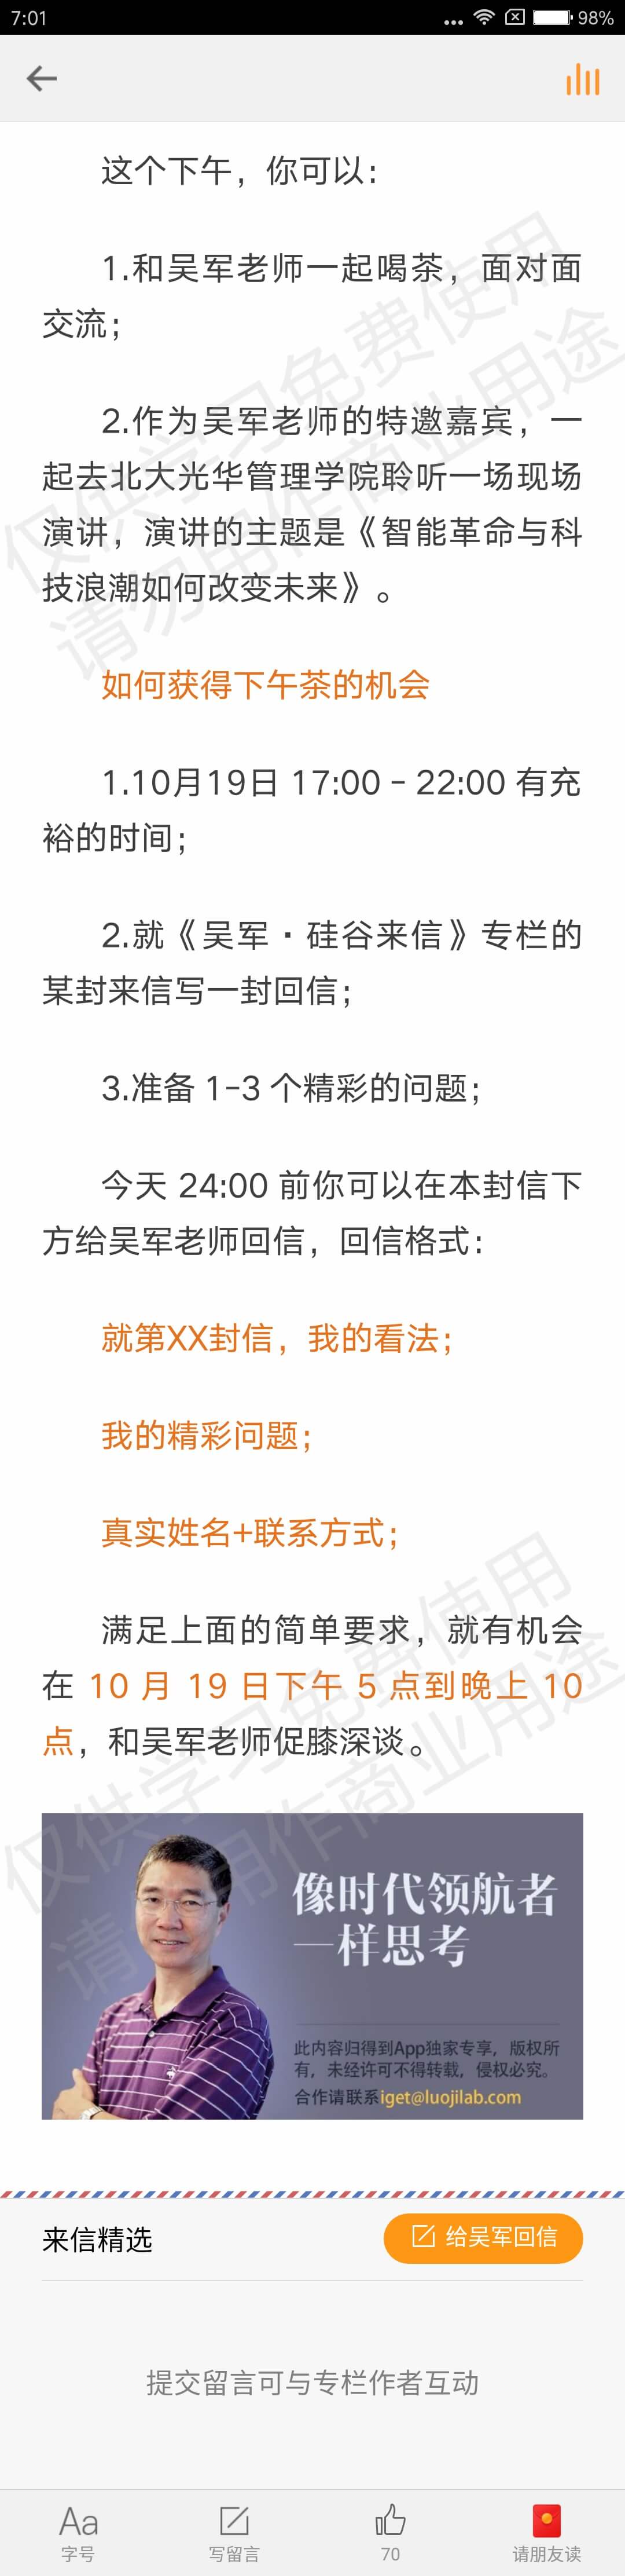 7:01
98%
这个下午，你可以：
1.和吴军老师一起喝茶，面对面
交流；
2.作为吴军老师的特邀嘉宾，一
起去北大光华管理学院聆听一场现场
演讲，演讲的主题是《智能革命与科
技浪潮如何改变未来》。
如何获得下午茶的机会
1.10月19日 17:00 - 22:00 有充
裕的时间；
2.就《吴军·硅谷来信》专栏的
某封来信写一封回信；
3.准备 1-3 个精彩的问题；
今天 24:00 前你可以在本封信下
方给吴军老师回信，回信格式：
就第XX封信，我的看法；
我的精彩问题；
真实姓名+联系方式；
满足上面的简单要求，就有机会
在 10 月 19 日下午 5 点到晚上 10
点，和吴军老师促膝深谈。
像时代领航者
一样思考
此内容归得到App独家专享，版权所
有，未经许可不得转载，侵权必究。
合作请联系iget@luojilab.com
来信精选
给吴军回信
提交留言可与专栏作者互动
Aa
字号
写留言
70
请朋友读
仅供学习免费使用
请勿用作商业用途
仅供学习免费使用
请勿用作商业用途